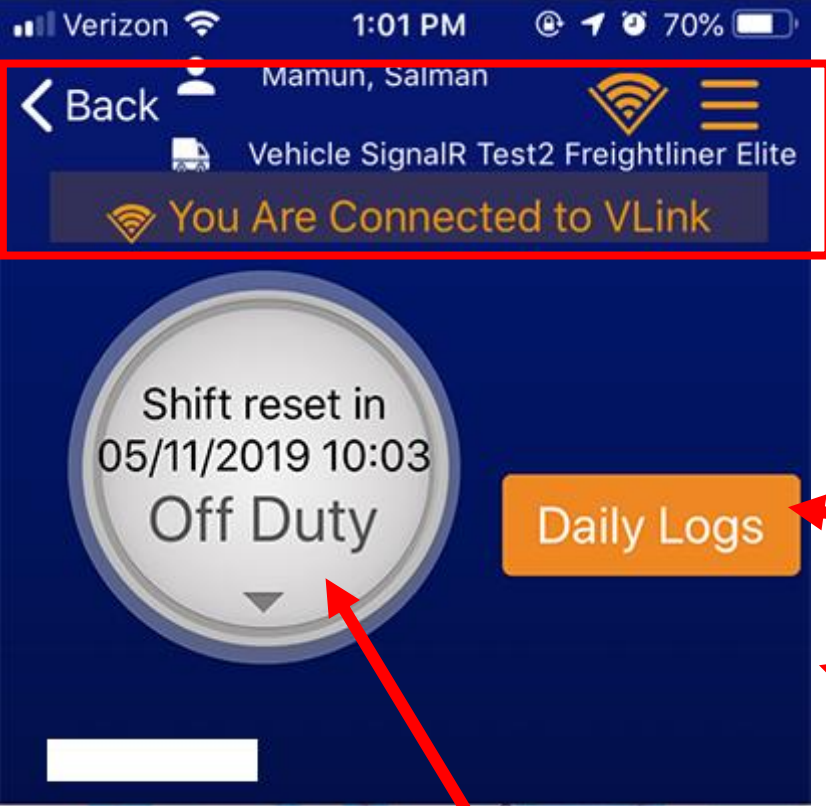 Verizon 1:01 PM 70%
Mamun, Salman
Back
Vehicle SignalR Test2 Freightliner Elite
You Are Connected to VLink
Shift reset in
05/11/2019 10:03
Off Duty
Daily Logs